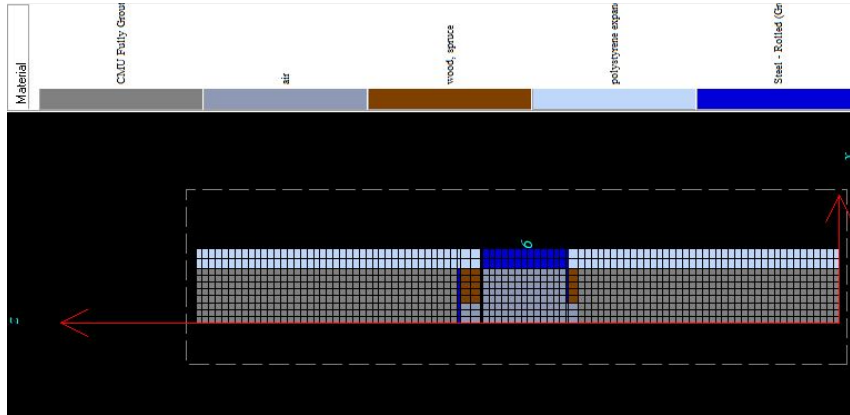 Material
CMU Fully Grout
air
wood, spruce
polystyrene expan
Steel - Rolled (Gr